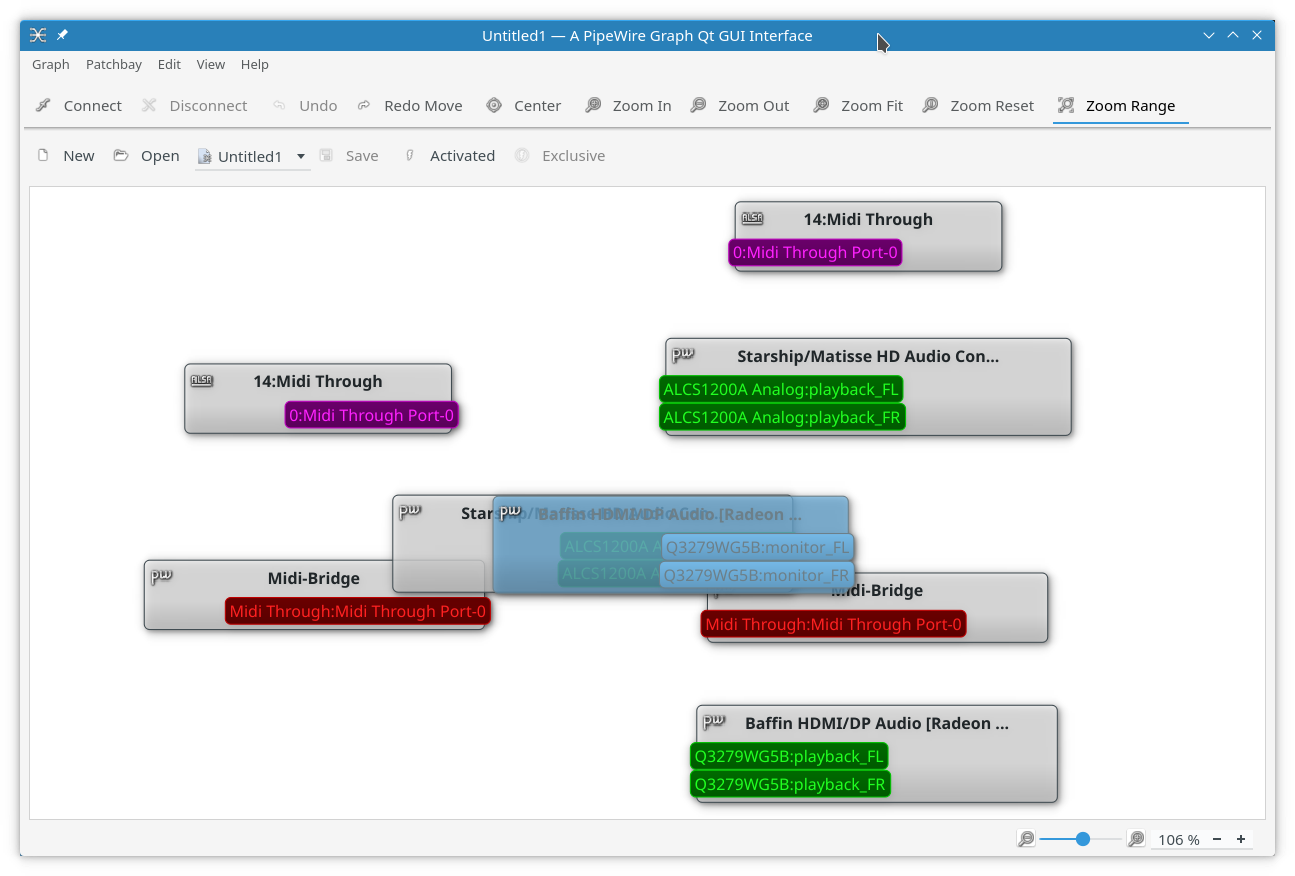 Untitled1 — A PipeWire Graph Qt GUI Interface
Graph Patchbay Edit View Help
Connect Disconnect Undo Redo Move Center Zoom In Zoom Out Zoom Fit Zoom Reset Zoom Range
New Open Untitled1 Save Activated Exclusive
ALSA 14:Midi Through
0:Midi Through Port-0
pw Starship/Matisse HD Audio Con...
ALCS1200A Analog:playback_FL
ALCS1200A Analog:playback_FR
ALSA 14:Midi Through
0:Midi Through Port-0
pw
pw Baffin HDMI/DP Audio [Radeon ...
ALCS1200A
Q3279WG5B:monitor_FL
ALCS1200A
Q3279WG5B:monitor_FR
pw Midi-Bridge
Midi Through:Midi Through Port-0
Midi-Bridge
Midi Through:Midi Through Port-0
pw Baffin HDMI/DP Audio [Radeon ...
Q3279WG5B:playback_FL
Q3279WG5B:playback_FR
106 %